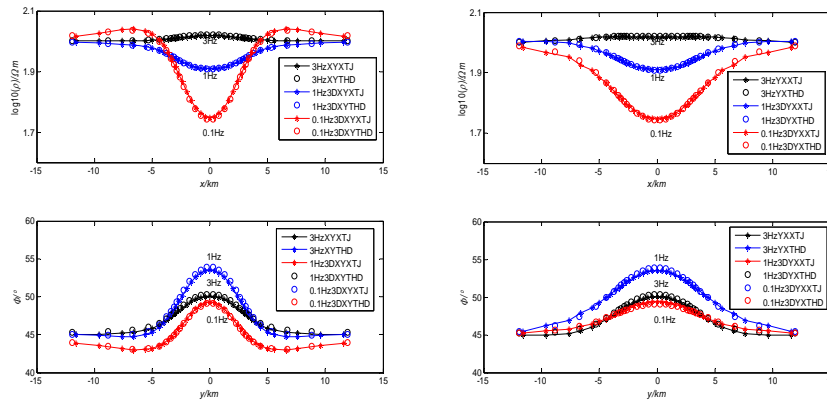 2.1
1.9
1.7
log10(ρ)/Ωm
-15 -10 -5 0 5 10 15
x/km
3Hz
1Hz
0.1Hz
3HzXYXTJ
3HzXYTHD
1Hz3DXYXTJ
1Hz3DXYTHD
0.1Hz3DXYXTJ
0.1Hz3DXYTHD
2.1
1.9
1.7
log10(ρ)/Ωm
-15 -10 -5 0 5 10 15
x/km
3Hz
1Hz
0.1Hz
3HzYXXTJ
3HzYXTHD
1Hz3DYXXTJ
1Hz3DYXTHD
0.1Hz3DYXXTJ
0.1Hz3DYXTHD
60
55
50
45
40
Φ/°
-15 -10 -5 0 5 10 15
y/km
1Hz
3Hz
0.1Hz
3HzXYXTJ
3HzXYTHD
1Hz3DXYXTJ
1Hz3DXYTHD
0.1Hz3DXYXTJ
0.1Hz3DXYTHD
60
55
50
45
40
Φ/°
-15 -10 -5 0 5 10 15
y/km
1Hz
3Hz
0.1Hz
3HzYXXTJ
3HzYXTHD
1Hz3DYXXTJ
1Hz3DYXTHD
0.1Hz3DYXXTJ
0.1Hz3DYXTHD